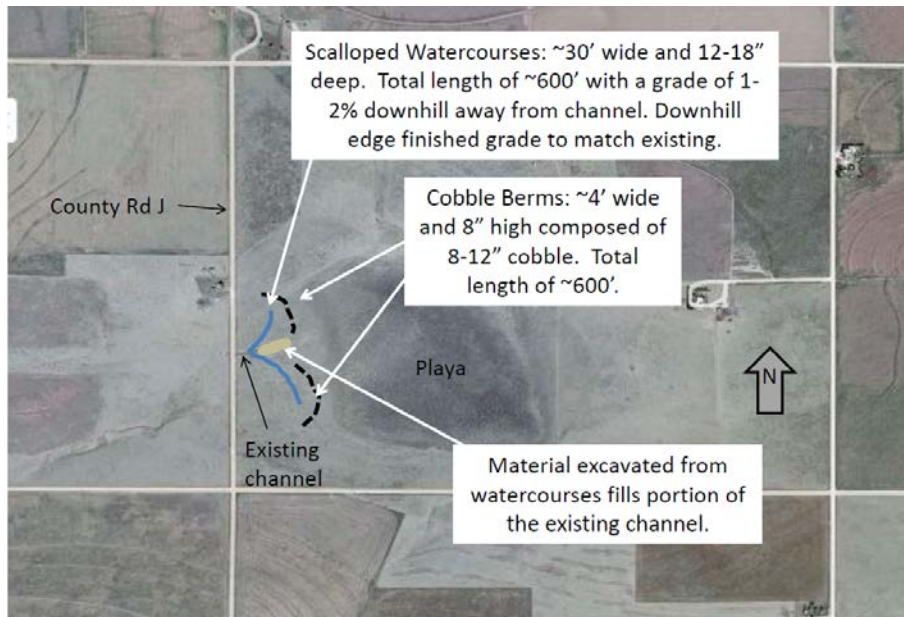 Scalloped Watercourses: ~30' wide and 12-18"
deep. Total length of ~600' with a grade of 1-
2% downhill away from channel. Downhill
edge finished grade to match existing.
County Rd J
Cobble Berms: ~4' wide
and 8" high composed of
8-12" cobble. Total
length of ~600'.
Playa
N
Existing
channel
Material excavated from
watercourses fills portion of
the existing channel.